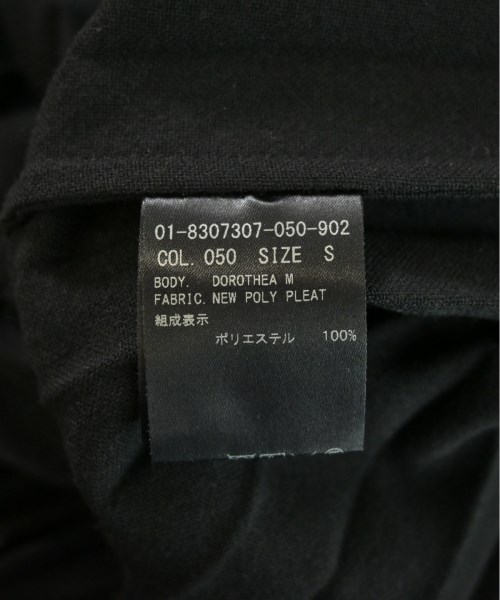 01-8307307-050-902
COL. 050 SIZE S
BODY. DOROTHEA M
FABRIC. NEW POLY PLEAT
組成表示
ポリエステル 100%